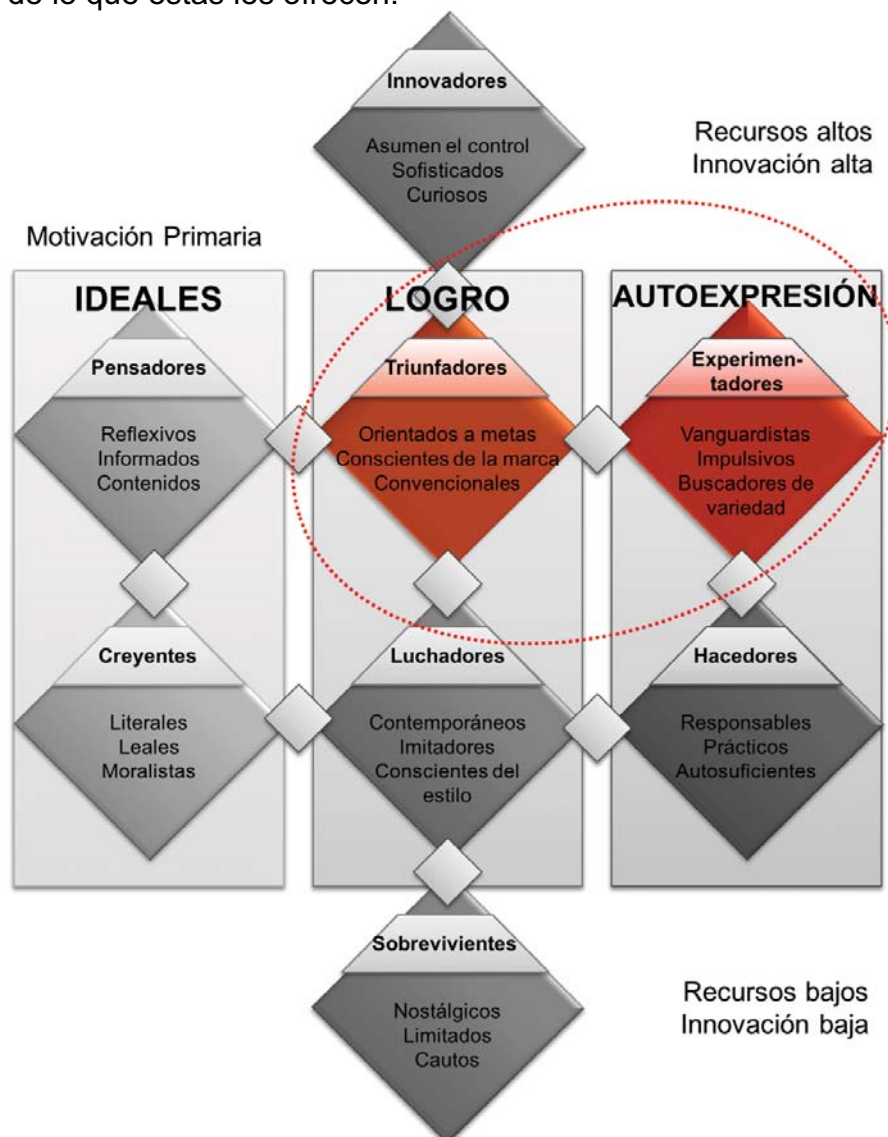 de lo que estas les ofrecen.
Innovadores
Asumen el control
Sofisticados
Curiosos
Recursos altos
Innovación alta
Motivación Primaria
IDEALES
LOGRO
AUTOEXPRESIÓN
Pensadores
Reflexivos
Informados
Contenidos
Triunfadores
Orientados a metas
Conscientes de la marca
Convencionales
Experimen-
tadores
Vanguardistas
Impulsivos
Buscadores de
variedad
Creyentes
Literales
Leales
Moralistas
Luchadores
Contemporáneos
Imitadores
Conscientes del
estilo
Hacedores
Responsables
Prácticos
Autosuficientes
Sobrevivientes
Nostálgicos
Limitados
Cautos
Recursos bajos
Innovación baja